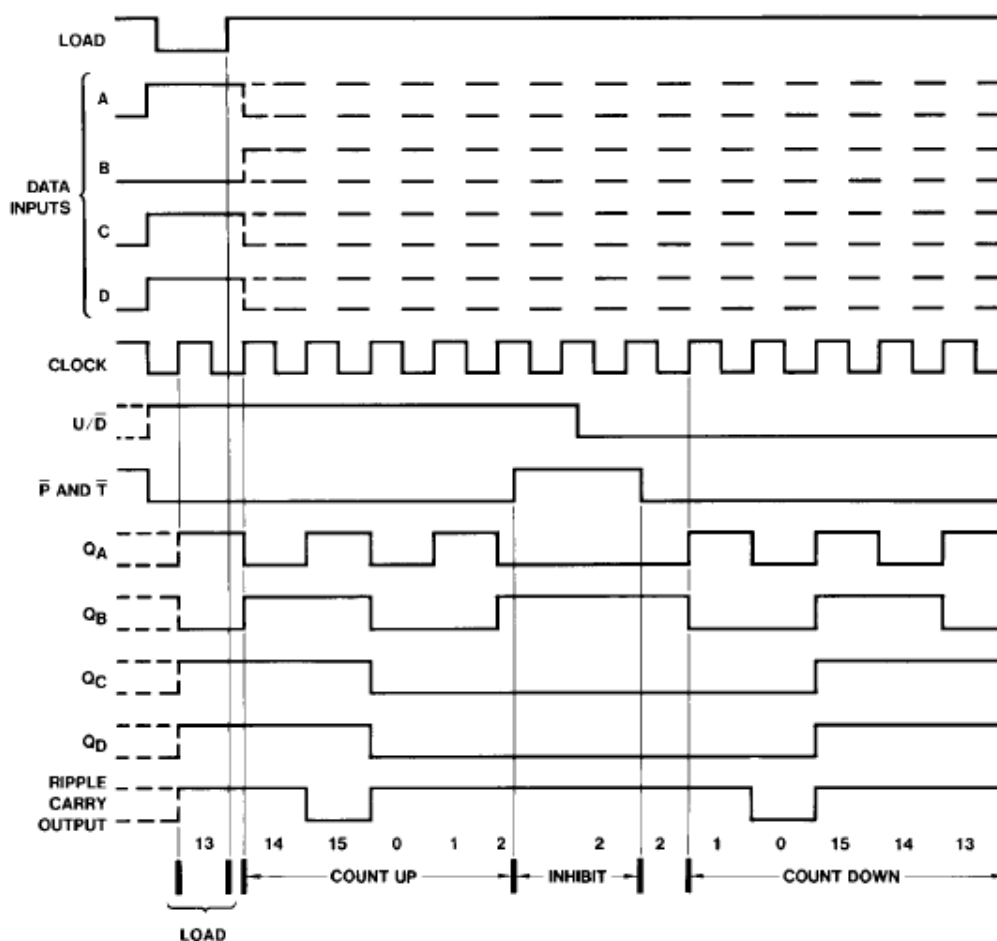 LOAD
A
B
DATA
INPUTS
C
D
CLOCK
U/D̅
P̅ AND T̅
QA
QB
QC
QD
RIPPLE
CARRY
OUTPUT
13 14 15 0 1 2 2 2 1 0 15 14 13
COUNT UP INHIBIT COUNT DOWN
LOAD